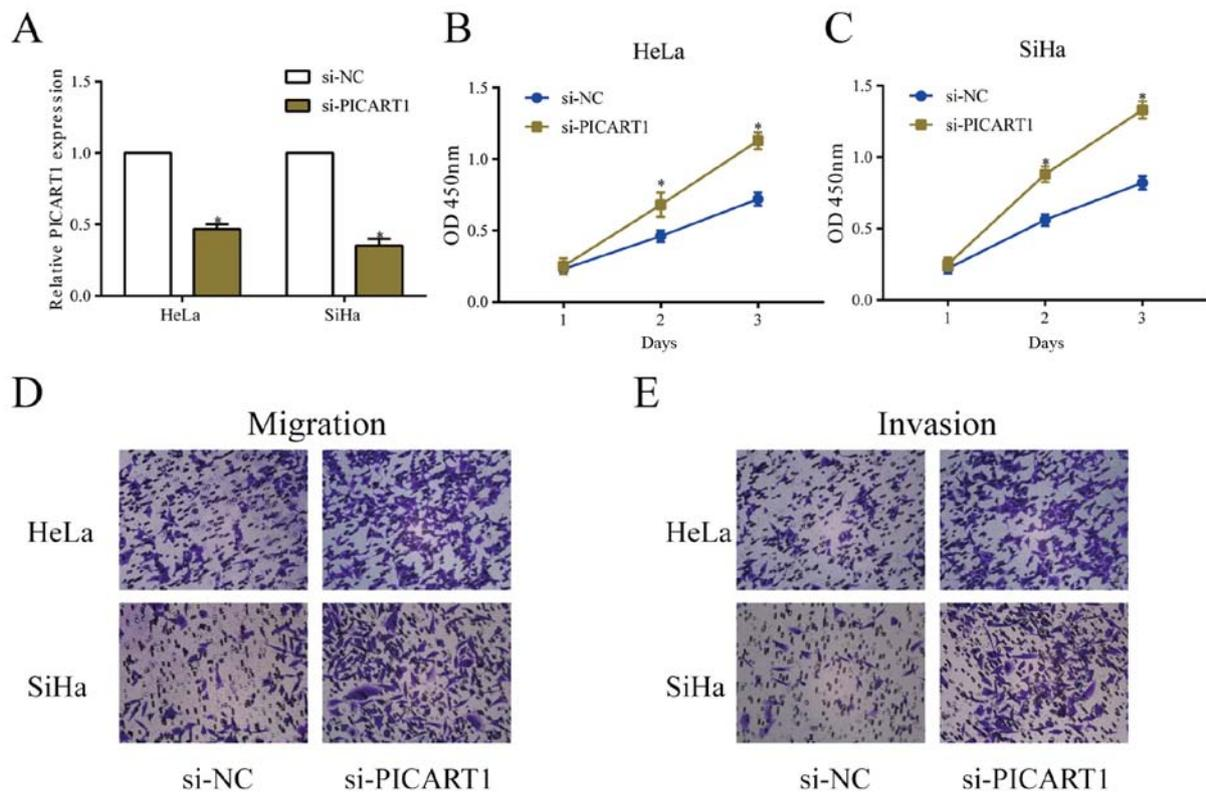 A
si-NC
si-PICART1
Relative PICART1 expression
1.5
1.0
0.5
0.0
*
*
HeLa
SiHa
B
HeLa
si-NC
si-PICART1
OD 450nm
1.5
1.0
0.5
0.0
*
*
1 2 3
Days
C
SiHa
si-NC
si-PICART1
OD 450nm
1.5
1.0
0.5
0.0
*
*
1 2 3
Days
D
Migration
HeLa
SiHa
si-NC si-PICART1
E
Invasion
HeLa
SiHa
si-NC si-PICART1